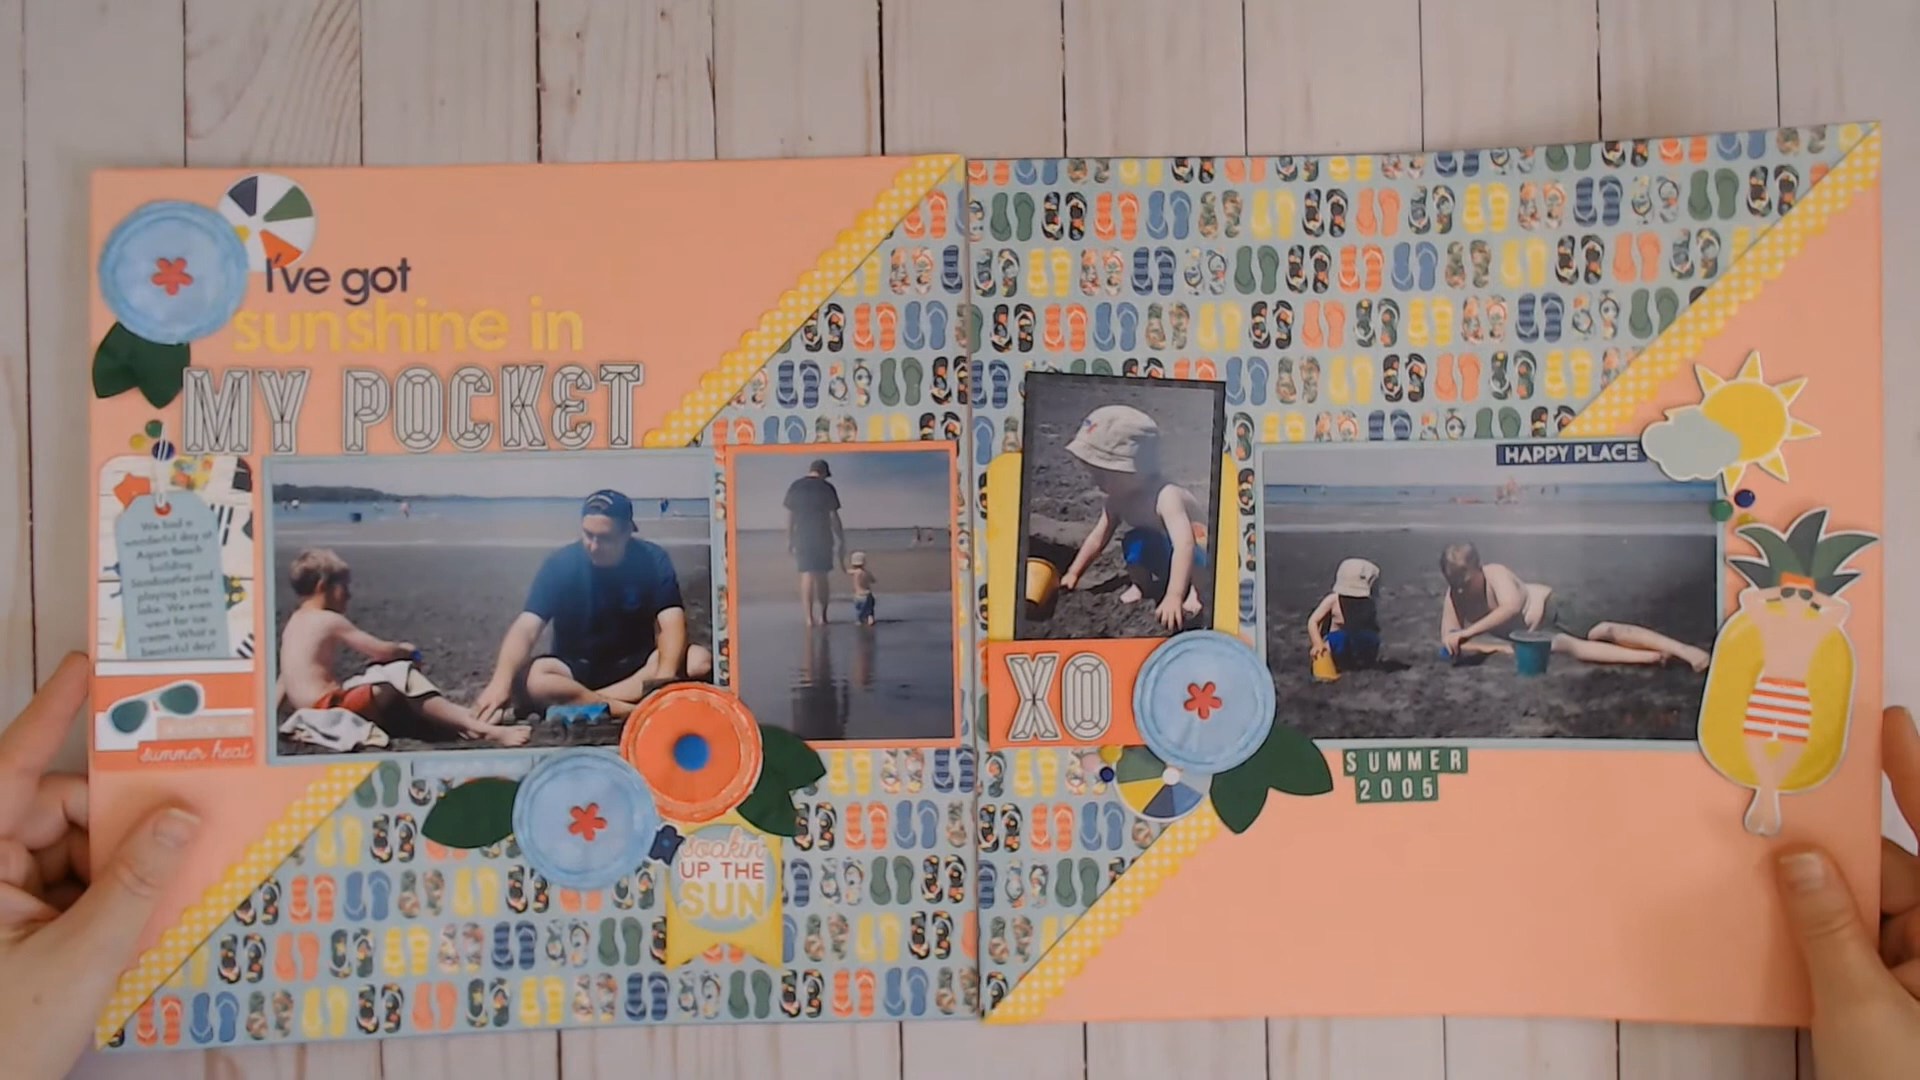 I've got
sunshine in
MY POCKET
We had a
wonderful day at
Aspen Beach
building
Sandcastles and
playing in the
lake. We even
went for ice
cream. What a
beautiful day!
summer heat
soakin'
UP THE
SUN
XO
HAPPY PLACE
SUMMER
2005